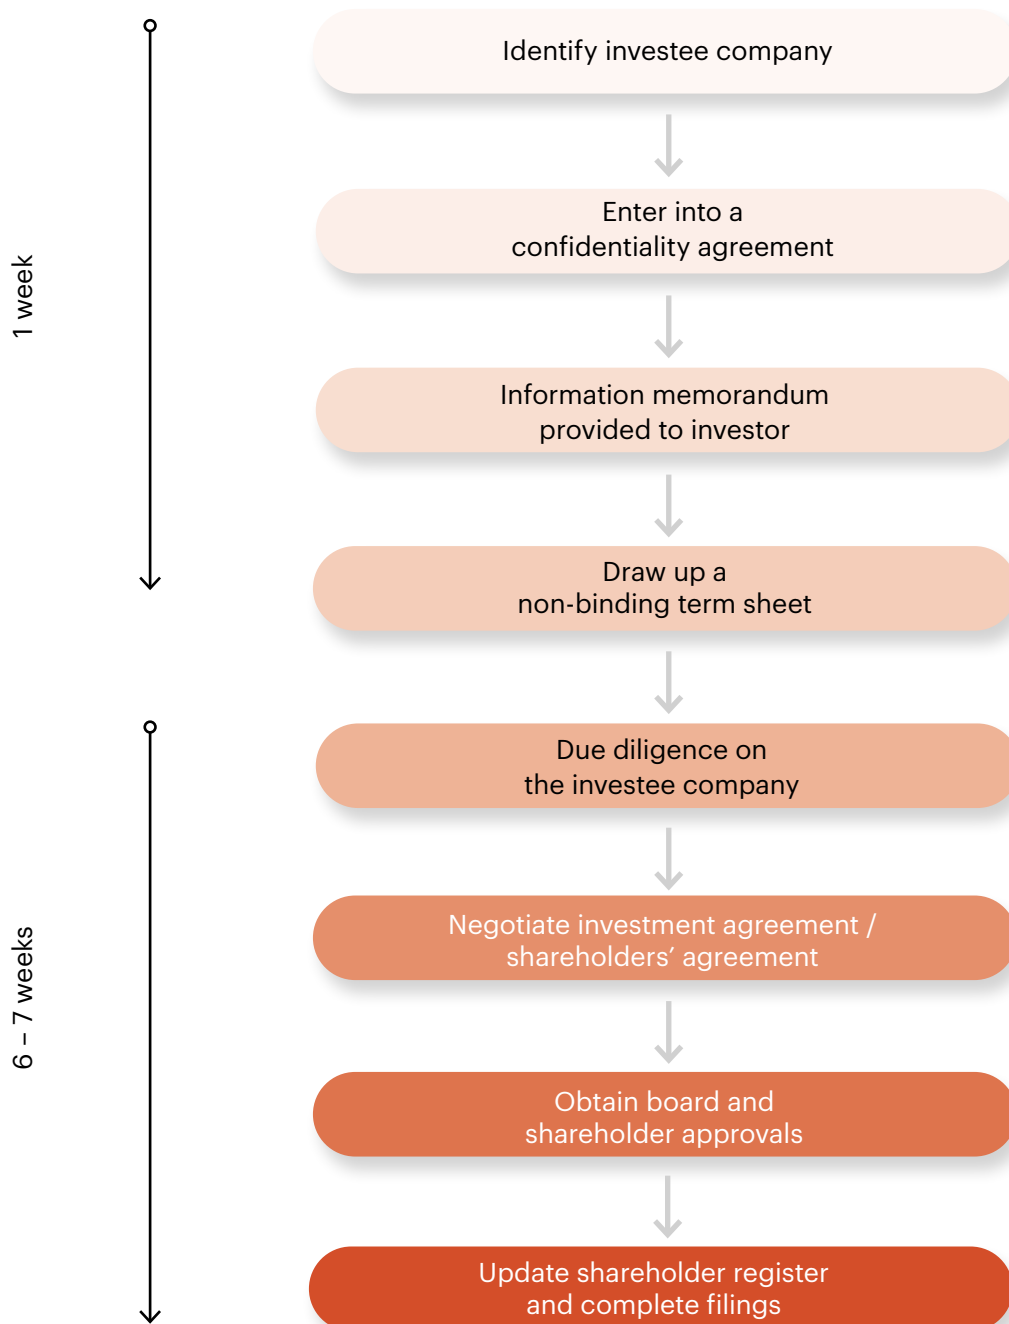 Identify investee company
Enter into a
confidentiality agreement
1 week
Information memorandum
provided to investor
Draw up a
non-binding term sheet
Due diligence on
the investee company
Negotiate investment agreement /
shareholders’ agreement
6 – 7 weeks
Obtain board and
shareholder approvals
Update shareholder register
and complete filings